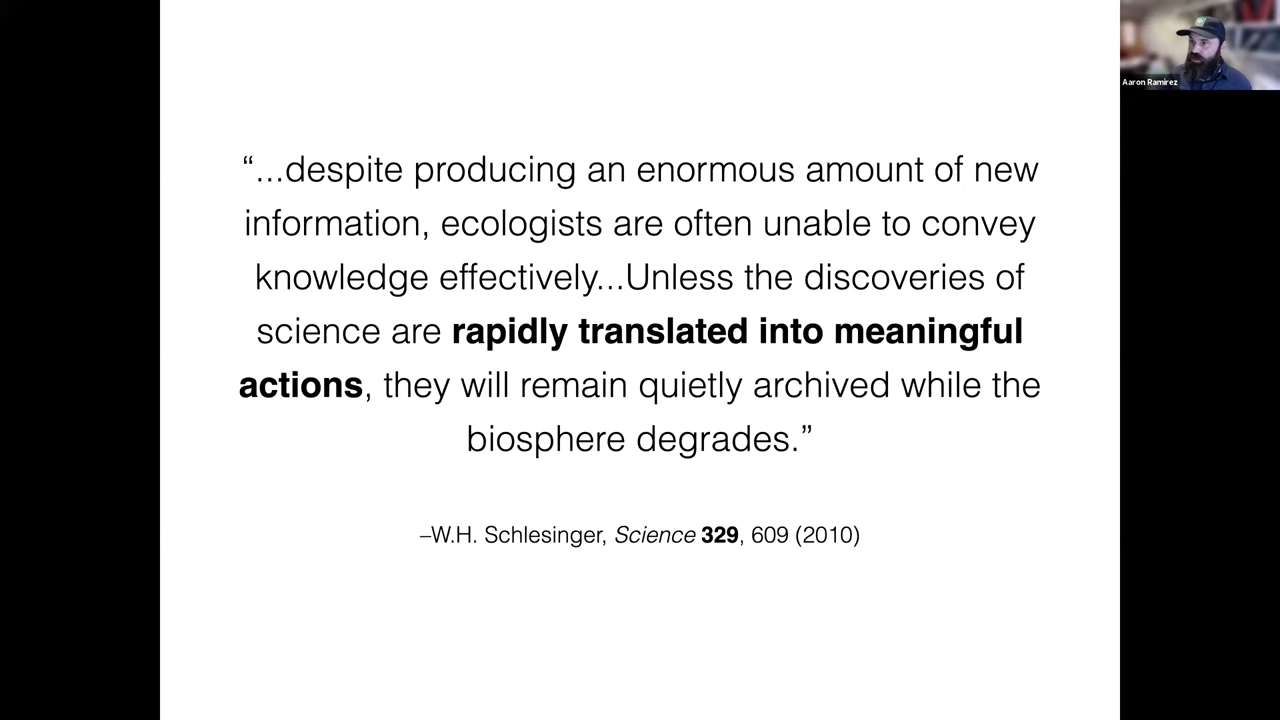 “...despite producing an enormous amount of new
information, ecologists are often unable to convey
knowledge effectively...Unless the discoveries of
science are rapidly translated into meaningful
actions, they will remain quietly archived while the
biosphere degrades.”
–W.H. Schlesinger, Science 329, 609 (2010)
Aaron Ramirez